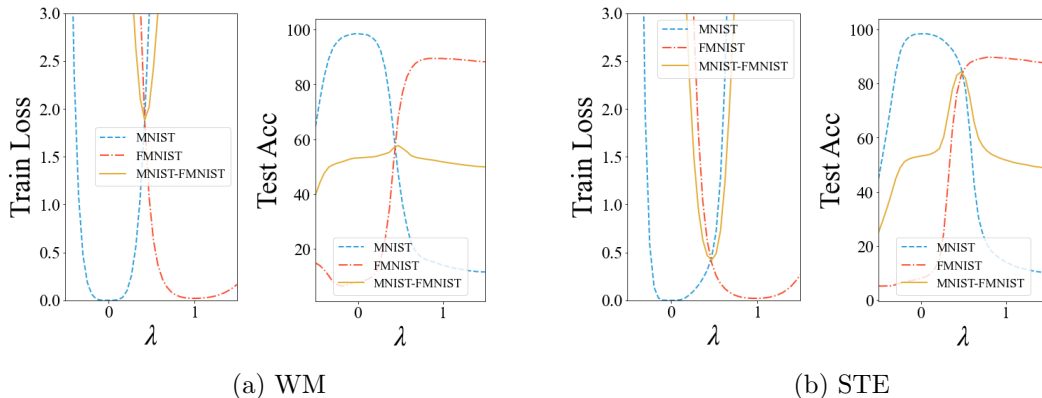 Train Loss
3.0
2.5
2.0
1.5
1.0
0.5
0.0
MNIST
FMNIST
MNIST-FMNIST
0 1
λ
Test Acc
100
80
60
40
20
MNIST
FMNIST
MNIST-FMNIST
0 1
λ
(a) WM
Train Loss
3.0
2.5
2.0
1.5
1.0
0.5
0.0
MNIST
FMNIST
MNIST-FMNIST
0 1
λ
Test Acc
100
80
60
40
20
0
MNIST
FMNIST
MNIST-FMNIST
0 1
λ
(b) STE